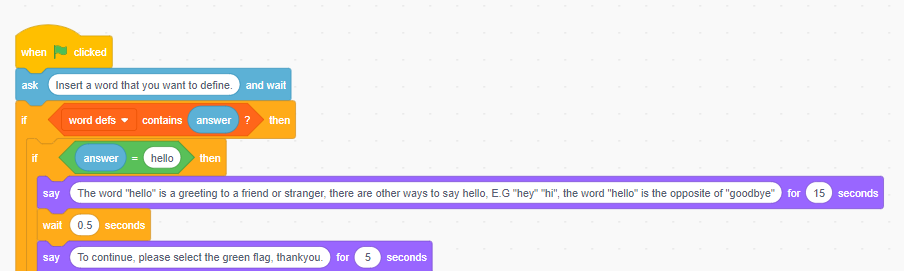 when clicked
ask Insert a word that you want to define. and wait
if word defs contains answer ? then
if answer = hello then
say The word "hello" is a greeting to a friend or stranger, there are other ways to say hello, E.G "hey" "hi", the word "hello" is the opposite of "goodbye" for 15 seconds
wait 0.5 seconds
say To continue, please select the green flag, thankyou. for 5 seconds